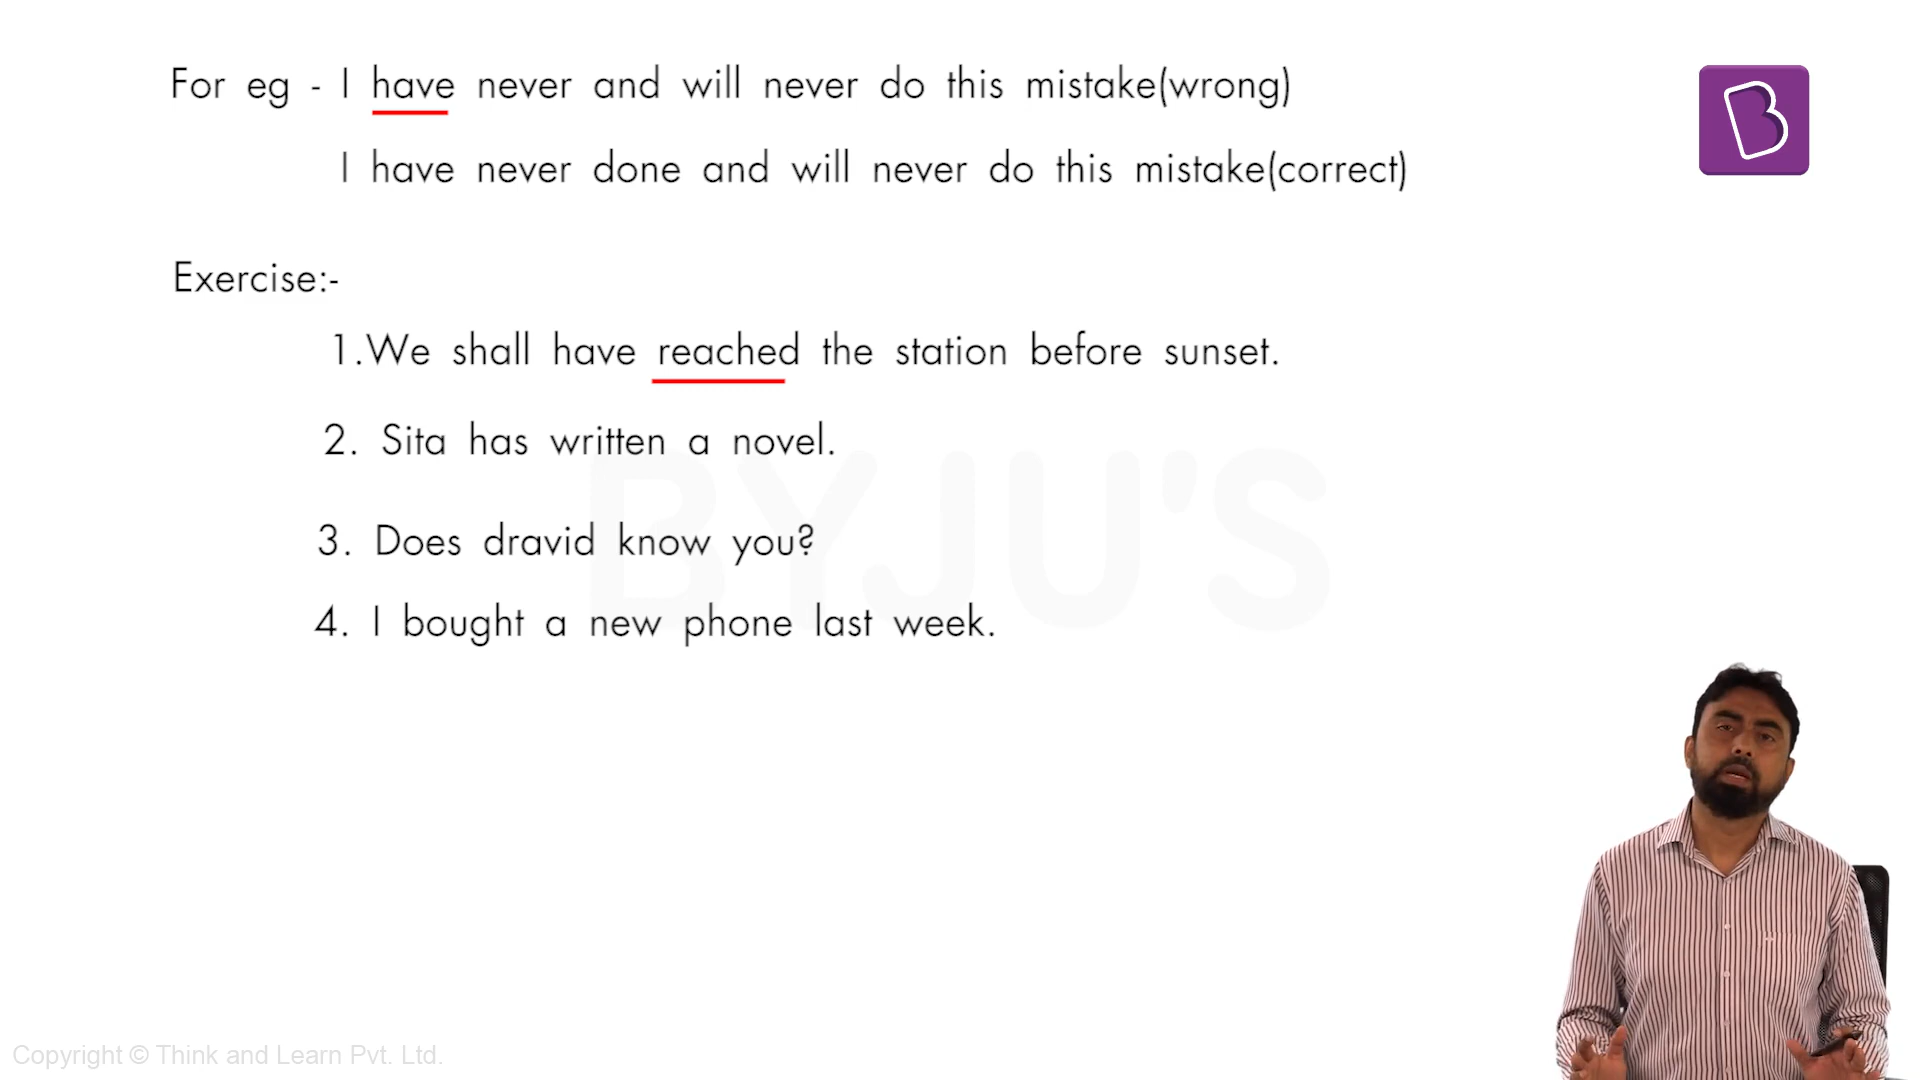 For eg - I have never and will never do this mistake(wrong)
I have never done and will never do this mistake(correct)
Exercise:-
1.We shall have reached the station before sunset.
2. Sita has written a novel.
3. Does dravid know you?
4. I bought a new phone last week.
BYJU'S
Copyright © Think and Learn Pvt. Ltd.